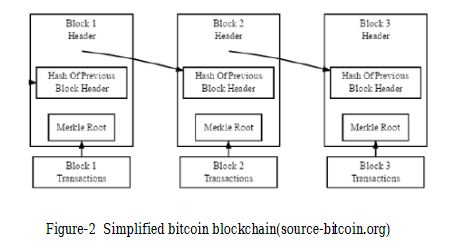 Block 1
Header
Hash Of Previous
Block Header
Merkle Root
Block 1
Transactions
Block 2
Header
Hash Of Previous
Block Header
Merkle Root
Block 2
Transactions
Block 3
Header
Hash Of Previous
Block Header
Merkle Root
Block 3
Transactions
Figure-2 Simplified bitcoin blockchain(source-bitcoin.org)